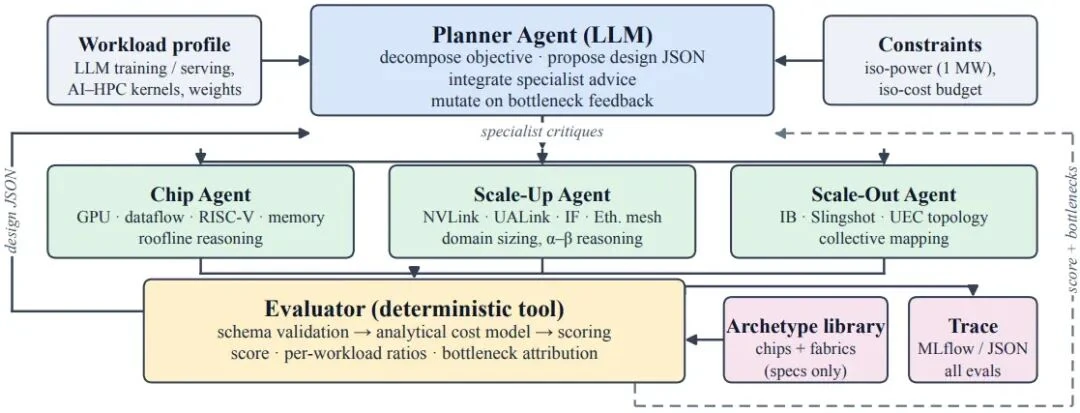 Workload profile
LLM training / serving,
AI–HPC kernels, weights
Planner Agent (LLM)
decompose objective · propose design JSON
integrate specialist advice
mutate on bottleneck feedback
Constraints
iso-power (1 MW),
iso-cost budget
specialist critiques
design JSON
Chip Agent
GPU · dataflow · RISC-V · memory
roofline reasoning
Scale-Up Agent
NVLink · UALink · IF · Eth. mesh
domain sizing, α–β reasoning
Scale-Out Agent
IB · Slingshot · UEC topology
collective mapping
score + bottlenecks
Evaluator (deterministic tool)
schema validation → analytical cost model → scoring
score · per-workload ratios · bottleneck attribution
Archetype library
chips + fabrics
(specs only)
Trace
MLflow / JSON
all evals